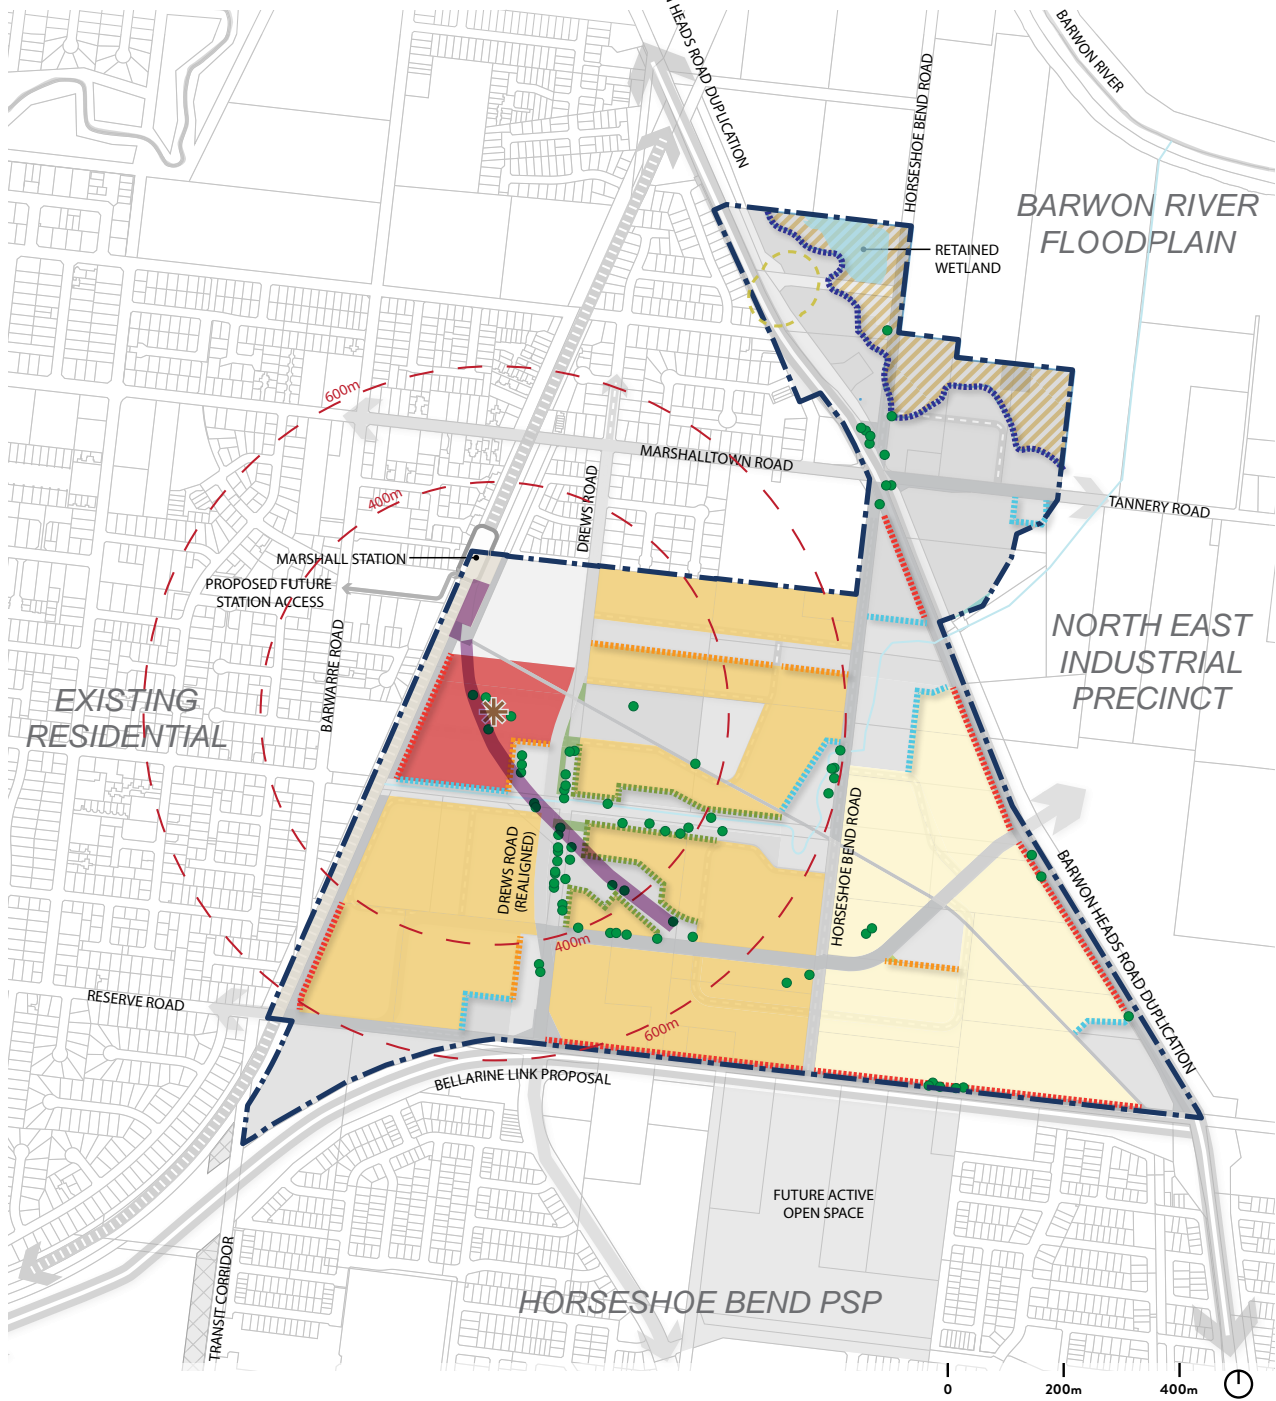 HEADS ROAD DUPLICATION
BARWON RIVER
HORSESHOE BEND ROAD
BARWON RIVER
FLOODPLAIN
RETAINED
WETLAND
600m
MARSHALLTOWN ROAD
400m
DREWS ROAD
TANNERY ROAD
MARSHALL STATION
PROPOSED FUTURE
STATION ACCESS
BARWARRE ROAD
NORTH EAST
INDUSTRIAL
PRECINCT
EXISTING
RESIDENTIAL
DREWS ROAD
(REALIGNED)
HORSESHOE BEND ROAD
BARWON HEADS ROAD DUPLICATION
400m
RESERVE ROAD
600m
BELLARINE LINK PROPOSAL
FUTURE ACTIVE
OPEN SPACE
TRANSIT CORRIDOR
HORSESHOE BEND PSP
0
200m
400m